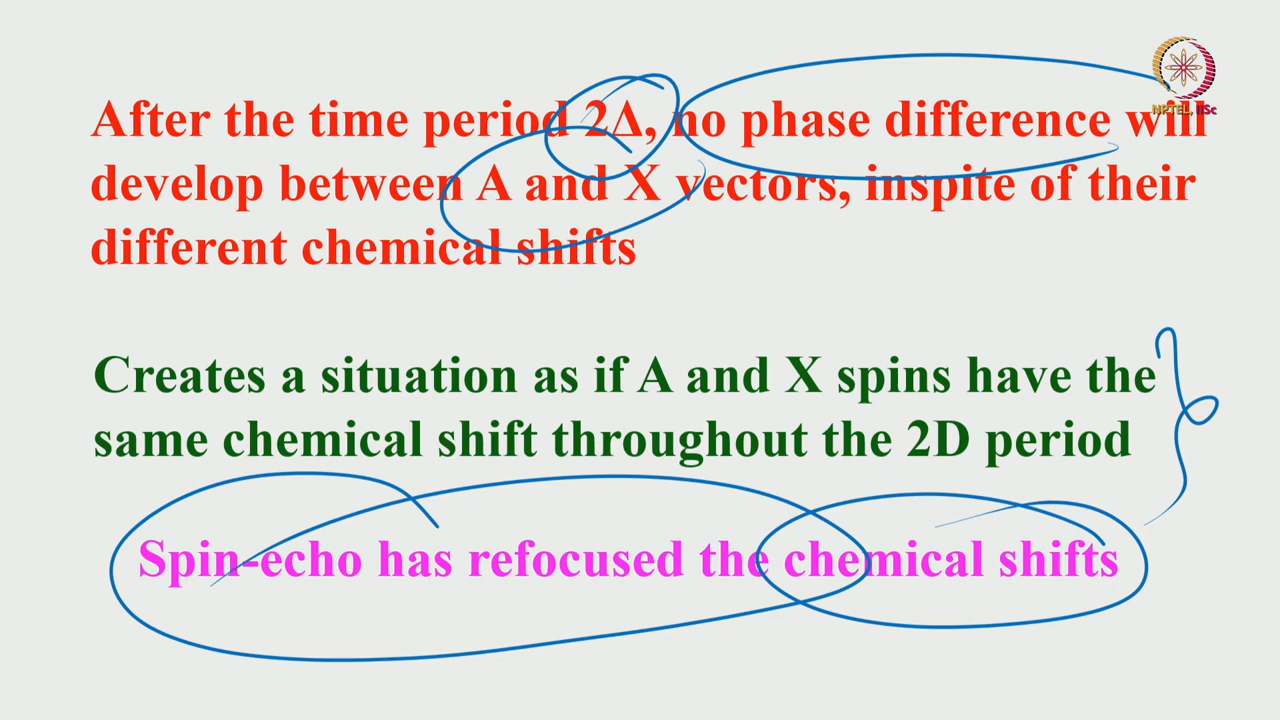 NPTEL, IISc
After the time period 2Δ, no phase difference will
develop between A and X vectors, inspite of their
different chemical shifts
Creates a situation as if A and X spins have the
same chemical shift throughout the 2D period
Spin-echo has refocused the chemical shifts